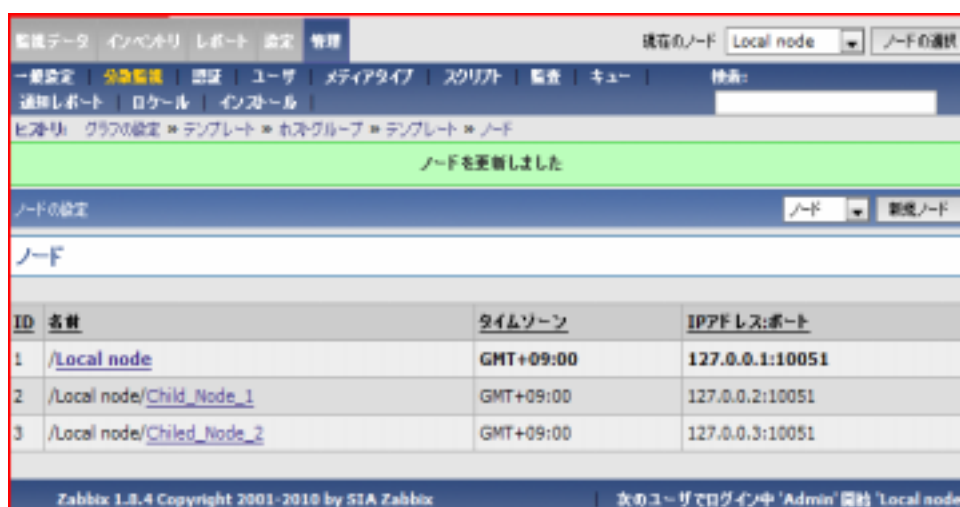 監視データ インベントリ レポート 設定 管理 現在のノード Local node ノードの選択
一般設定 | 分散監視 | 認証 | ユーザ | メディアタイプ | スクリプト | 監査 | キュー | 検索:
通知レポート | ロケール | インストール |
ヒストリ: グラフの設定 » テンプレート » ホストグループ » テンプレート » ノード
ノードを更新しました
ノードの設定 ノード 新規ノード
ノード
ID 名前 タイムゾーン IPアドレス:ポート
1 /Local node GMT+09:00 127.0.0.1:10051
2 /Local node/Child_Node_1 GMT+09:00 127.0.0.2:10051
3 /Local node/Chiled_Node_2 GMT+09:00 127.0.0.3:10051
Zabbix 1.8.4 Copyright 2001-2010 by SIA Zabbix | 次のユーザでログイン中 'Admin' 開始 'Local node